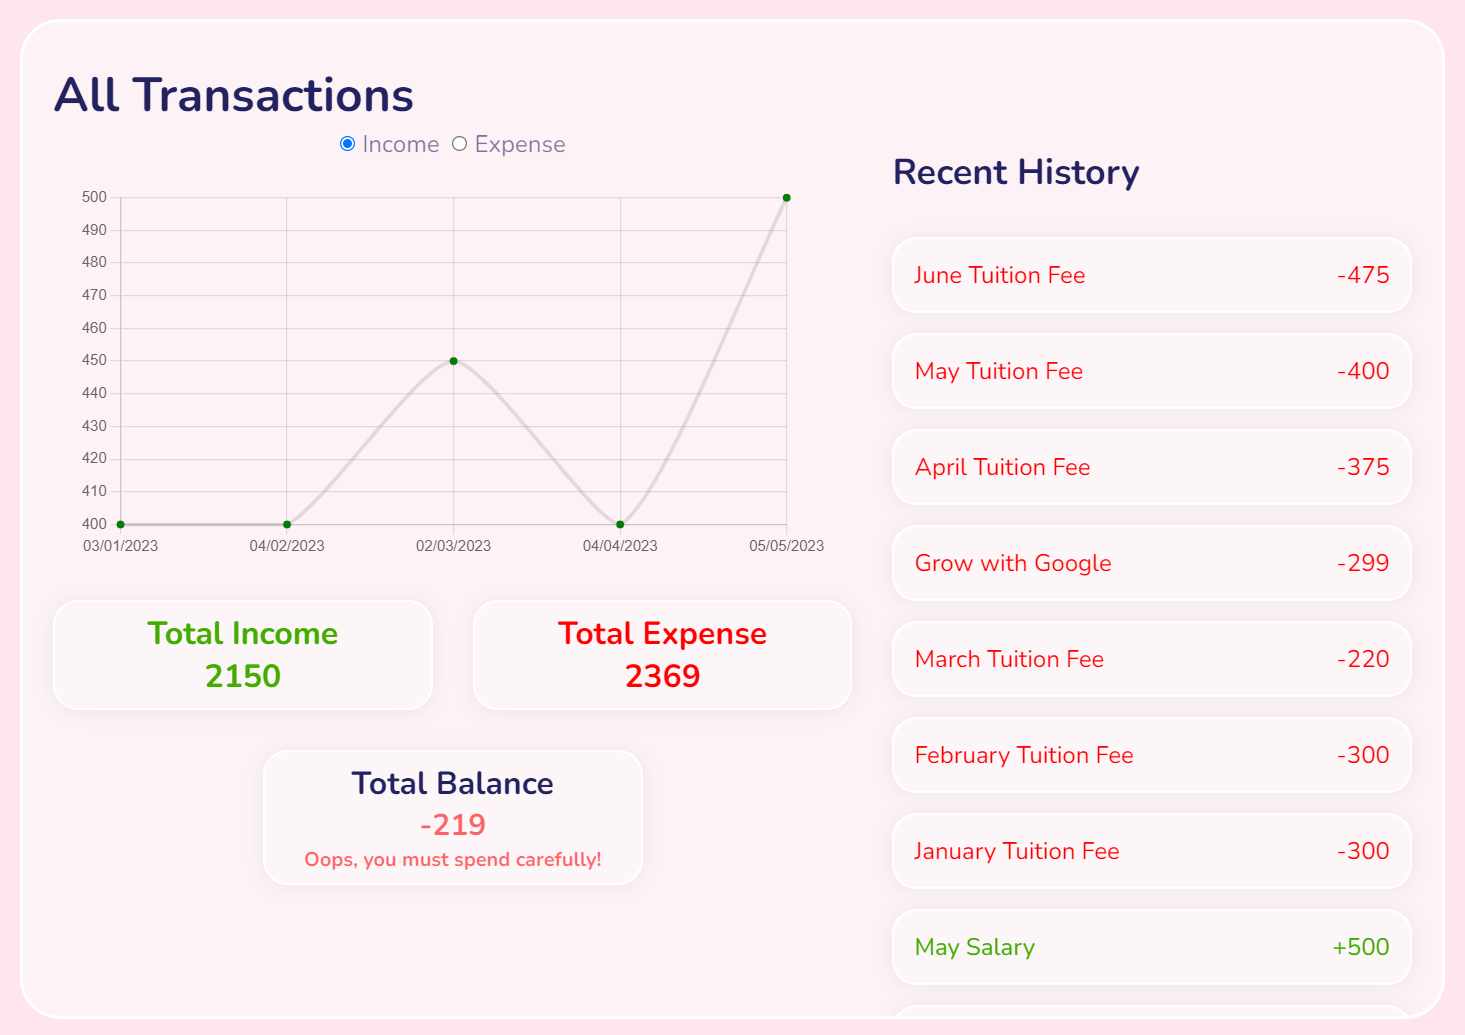 All Transactions
Income Expense
500
490
480
470
460
450
440
430
420
410
400
03/01/2023 04/02/2023 02/03/2023 04/04/2023 05/05/2023
Total Income
2150
Total Expense
2369
Total Balance
-219
Oops, you must spend carefully!
Recent History
June Tuition Fee -475
May Tuition Fee -400
April Tuition Fee -375
Grow with Google -299
March Tuition Fee -220
February Tuition Fee -300
January Tuition Fee -300
May Salary +500